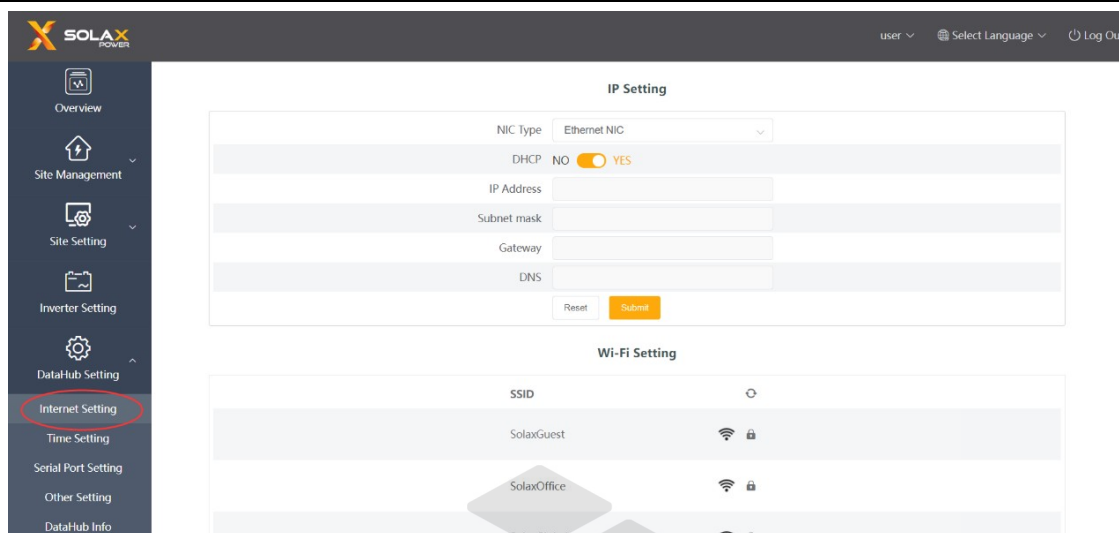 SOLAX
POWER
user
Select Language
Log Ou
Overview
Site Management
Site Setting
Inverter Setting
DataHub Setting
Internet Setting
Time Setting
Serial Port Setting
Other Setting
DataHub Info
IP Setting
NIC Type Ethernet NIC
DHCP NO YES
IP Address
Subnet mask
Gateway
DNS
Reset Submit
Wi-Fi Setting
SSID
SolaxGuest
SolaxOffice